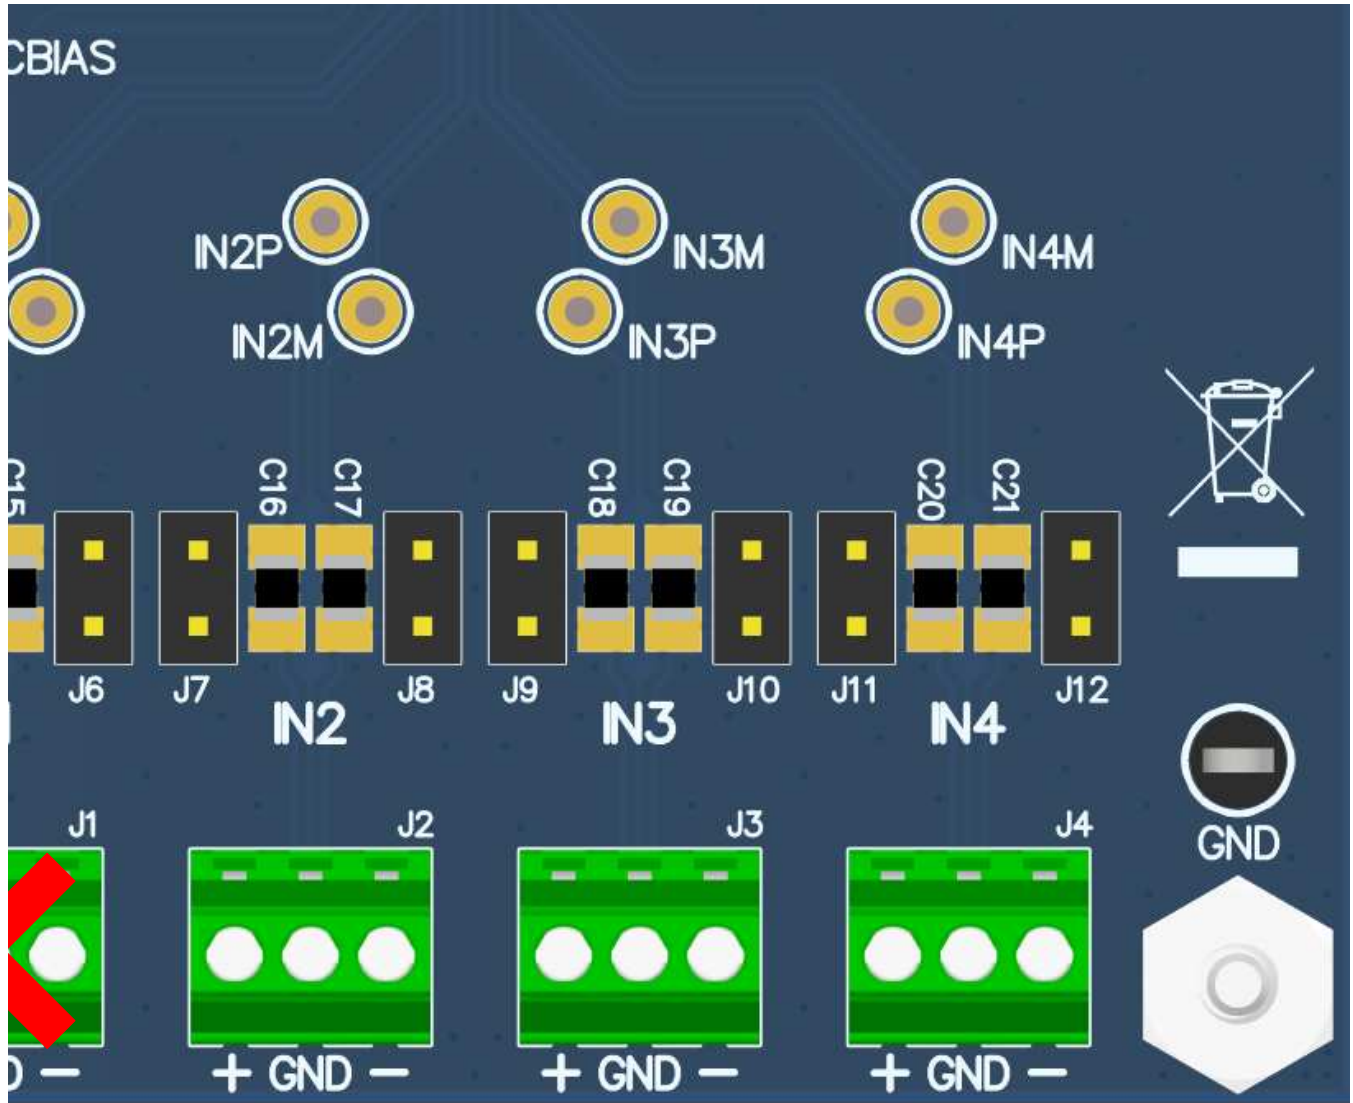 CBIAS
IN2P
IN3M
IN4M
IN2M
IN3P
IN4P
C15
C16
C17
C18
C19
C20
C21
J6
J7
J8
J9
J10
J11
J12
IN2
IN3
IN4
J1
J2
J3
J4
GND
-
+ GND -
+ GND -
+ GND -